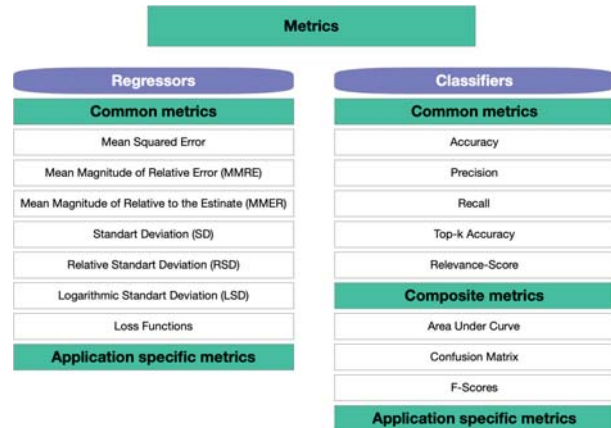 Metrics
Regressors
Common metrics
Mean Squared Error
Mean Magnitude of Relative Error (MMRE)
Mean Magnitude of Relative to the Estinate (MMER)
Standart Deviation (SD)
Relative Standart Deviation (RSD)
Logarithmic Standart Deviation (LSD)
Loss Functions
Application specific metrics
Classifiers
Common metrics
Accuracy
Precision
Recall
Top-k Accuracy
Relevance-Score
Composite metrics
Area Under Curve
Confusion Matrix
F-Scores
Application specific metrics